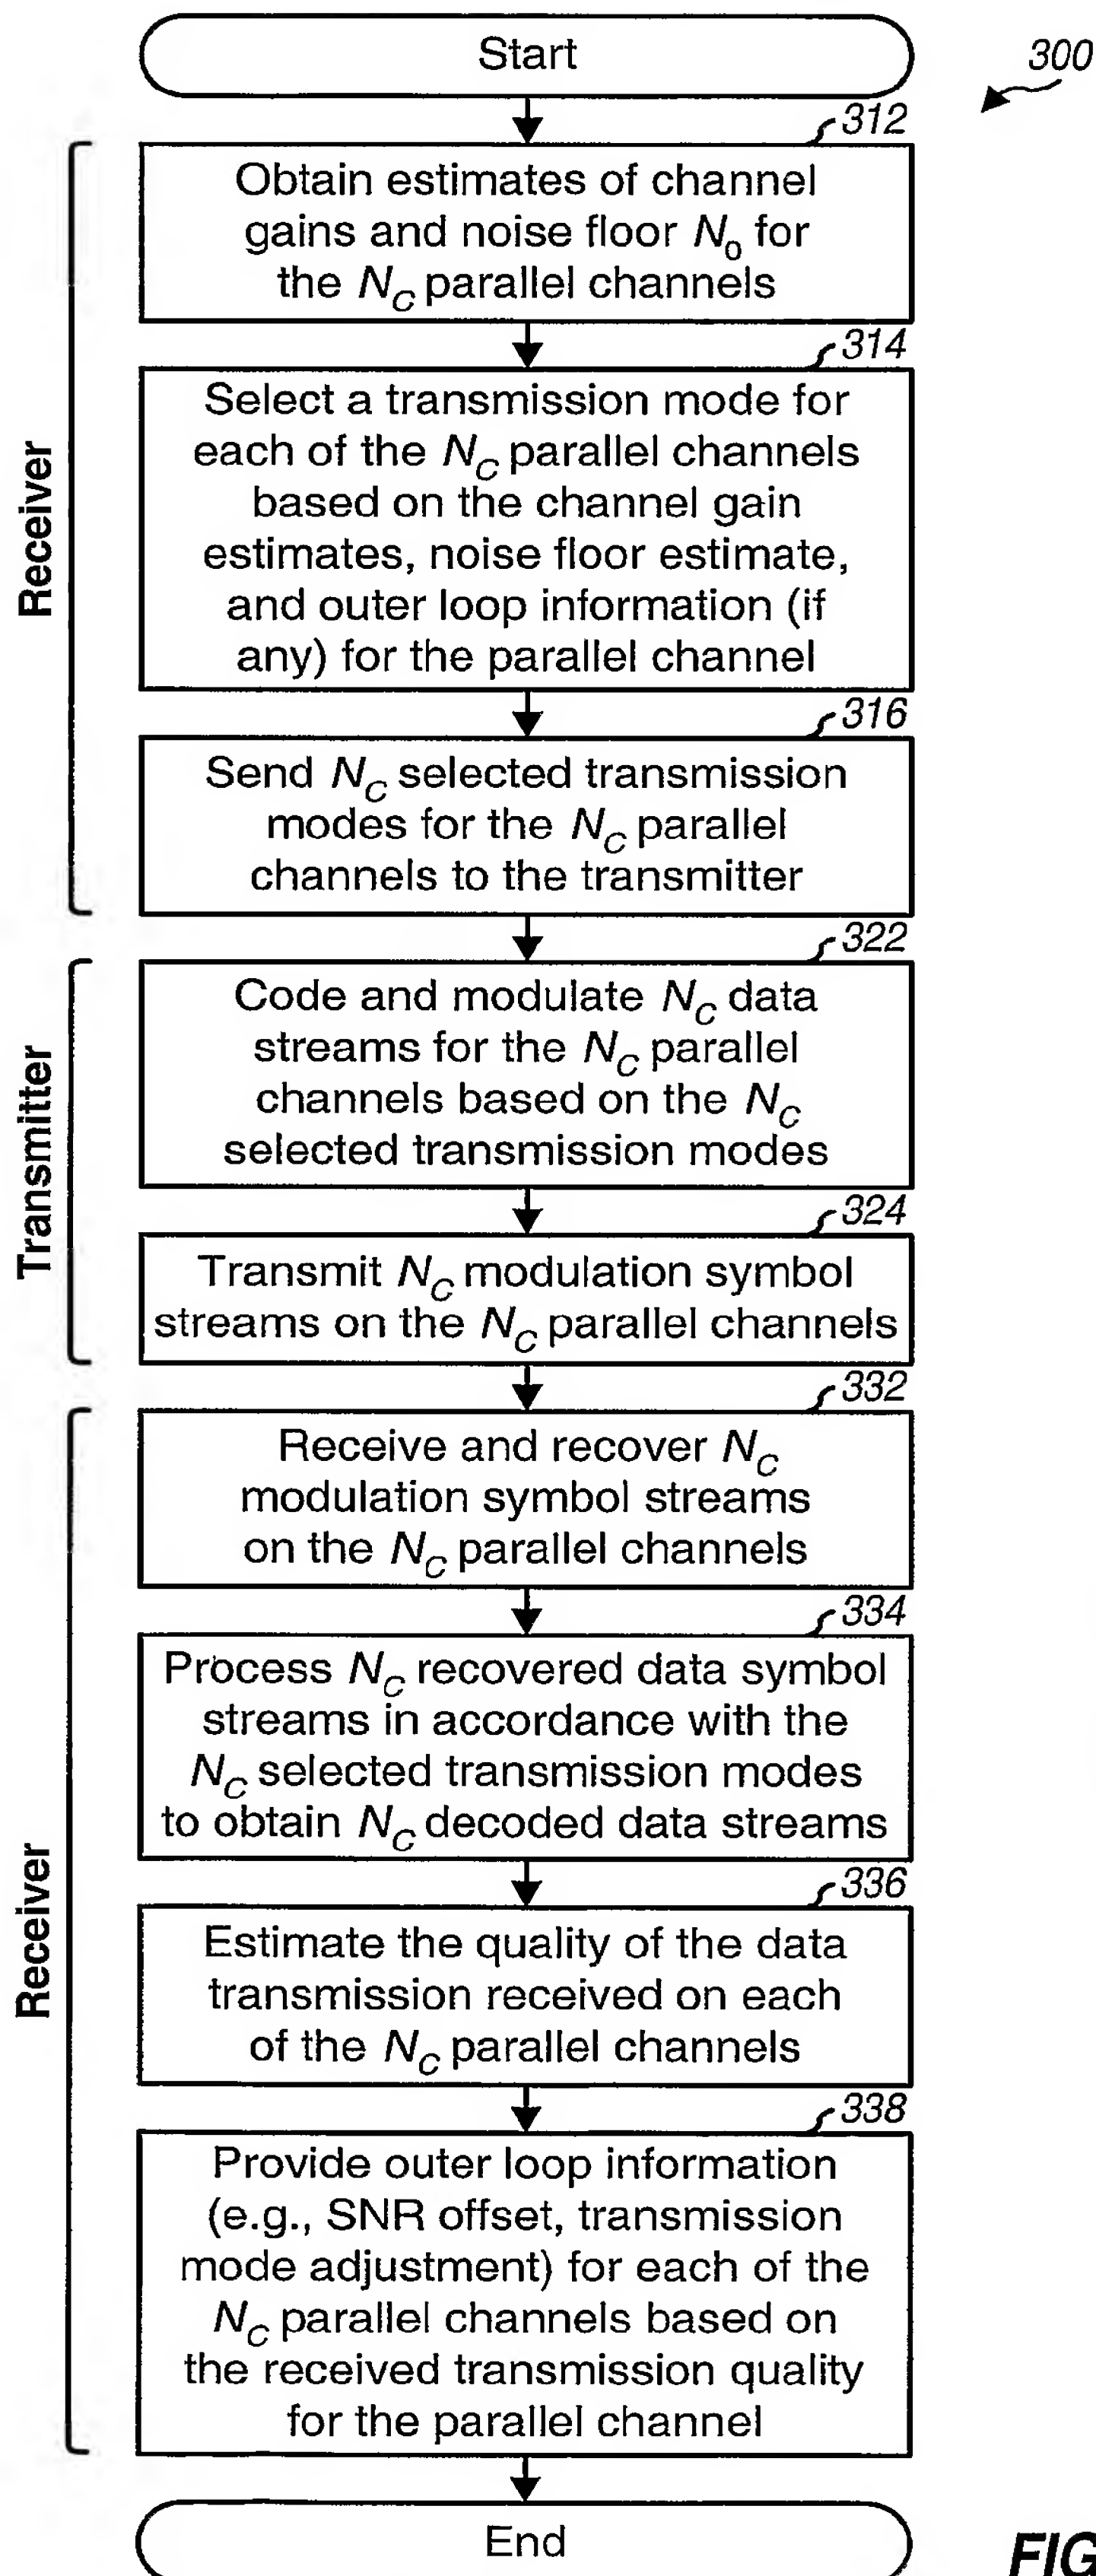 Start
300
312
Obtain estimates of channel
gains and noise floor N0 for
the NC parallel channels
314
Select a transmission mode for
each of the NC parallel channels
based on the channel gain
estimates, noise floor estimate,
and outer loop information (if
any) for the parallel channel
316
Send NC selected transmission
modes for the NC parallel
channels to the transmitter
Receiver
322
Code and modulate NC data
streams for the NC parallel
channels based on the NC
selected transmission modes
324
Transmit NC modulation symbol
streams on the NC parallel channels
Transmitter
332
Receive and recover NC
modulation symbol streams
on the NC parallel channels
334
Process NC recovered data symbol
streams in accordance with the
NC selected transmission modes
to obtain NC decoded data streams
336
Estimate the quality of the data
transmission received on each
of the NC parallel channels
338
Provide outer loop information
(e.g., SNR offset, transmission
mode adjustment) for each of the
NC parallel channels based on
the received transmission quality
for the parallel channel
Receiver
End
FIG